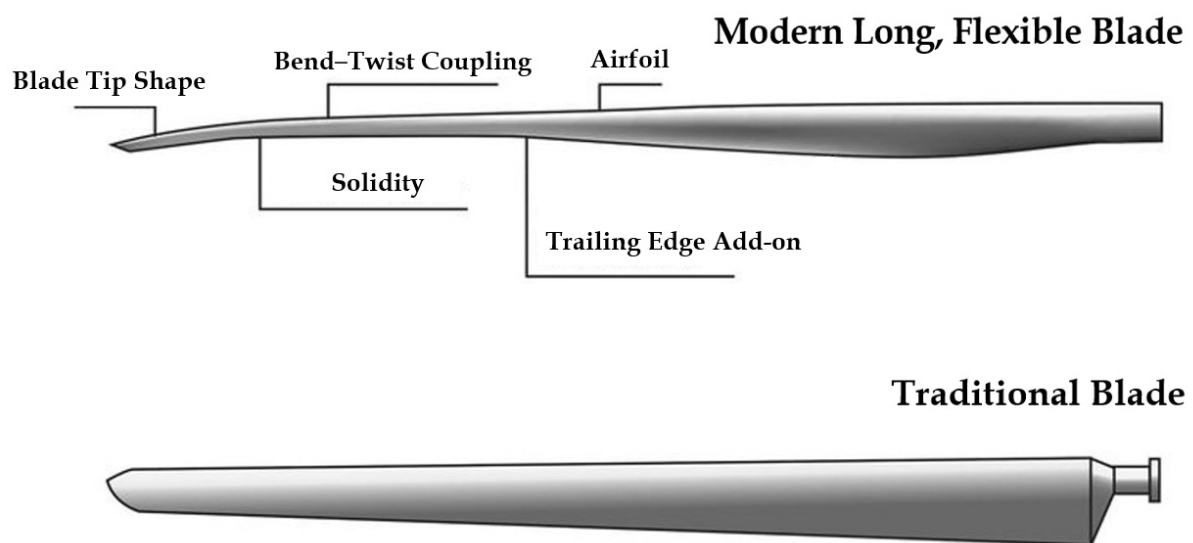 Modern Long, Flexible Blade
Bend–Twist Coupling
Airfoil
Blade Tip Shape
Solidity
Trailing Edge Add-on
Traditional Blade